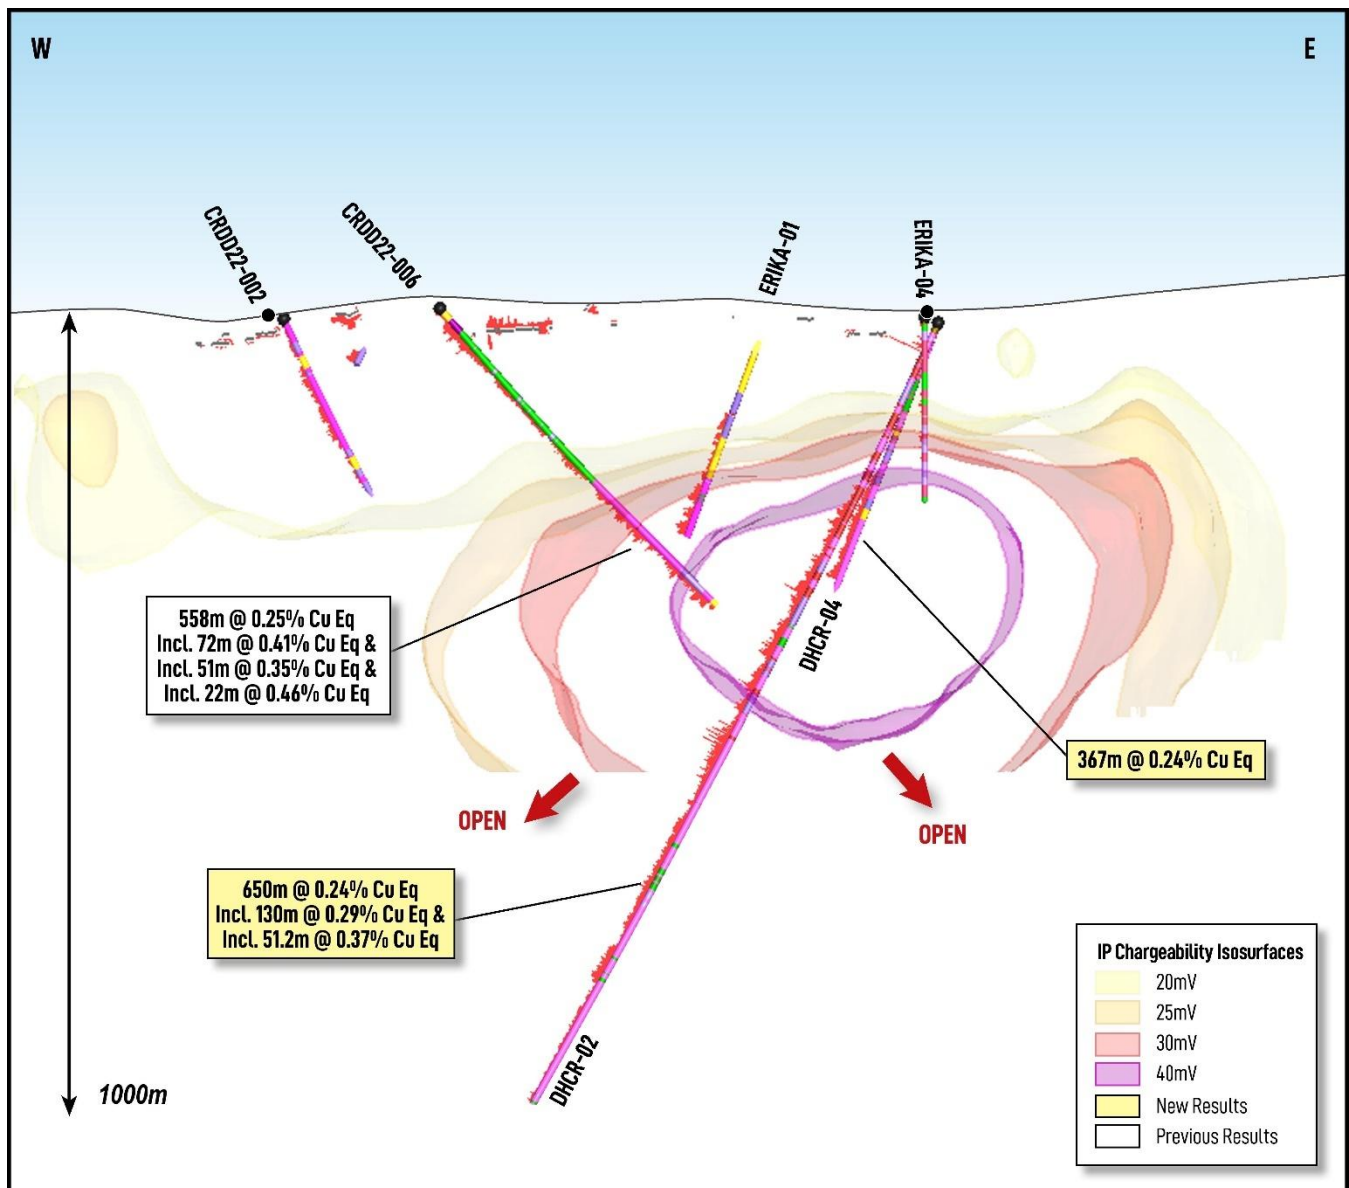 W
E
CRDD22-002
CRDD22-006
ERIKA-01
ERIKA-04
558m @ 0.25% Cu Eq
Incl. 72m @ 0.41% Cu Eq &
Incl. 51m @ 0.35% Cu Eq &
Incl. 22m @ 0.46% Cu Eq
DHCR-04
367m @ 0.24% Cu Eq
OPEN
OPEN
650m @ 0.24% Cu Eq
Incl. 130m @ 0.29% Cu Eq &
Incl. 51.2m @ 0.37% Cu Eq
DHCR-02
1000m
IP Chargeability Isosurfaces
20mV
25mV
30mV
40mV
New Results
Previous Results